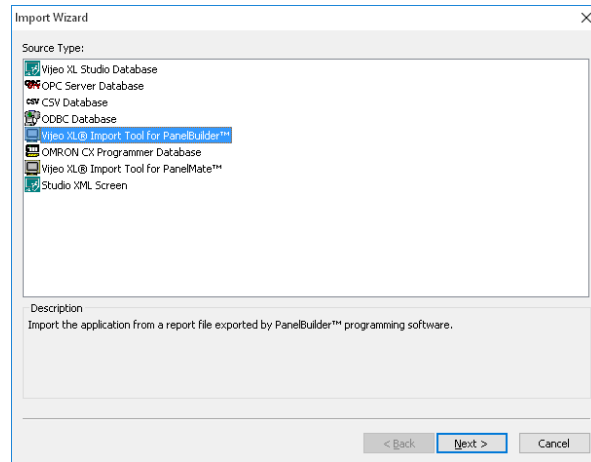 Import Wizard
Source Type:
Vijeo XL Studio Database
OPC OPC Server Database
csv CSV Database
ODBC Database
Vijeo XL® Import Tool for PanelBuilder™
OMRON CX Programmer Database
Vijeo XL® Import Tool for PanelMate™
Studio XML Screen
Description
Import the application from a report file exported by PanelBuilder™ programming software.
< Back Next > Cancel